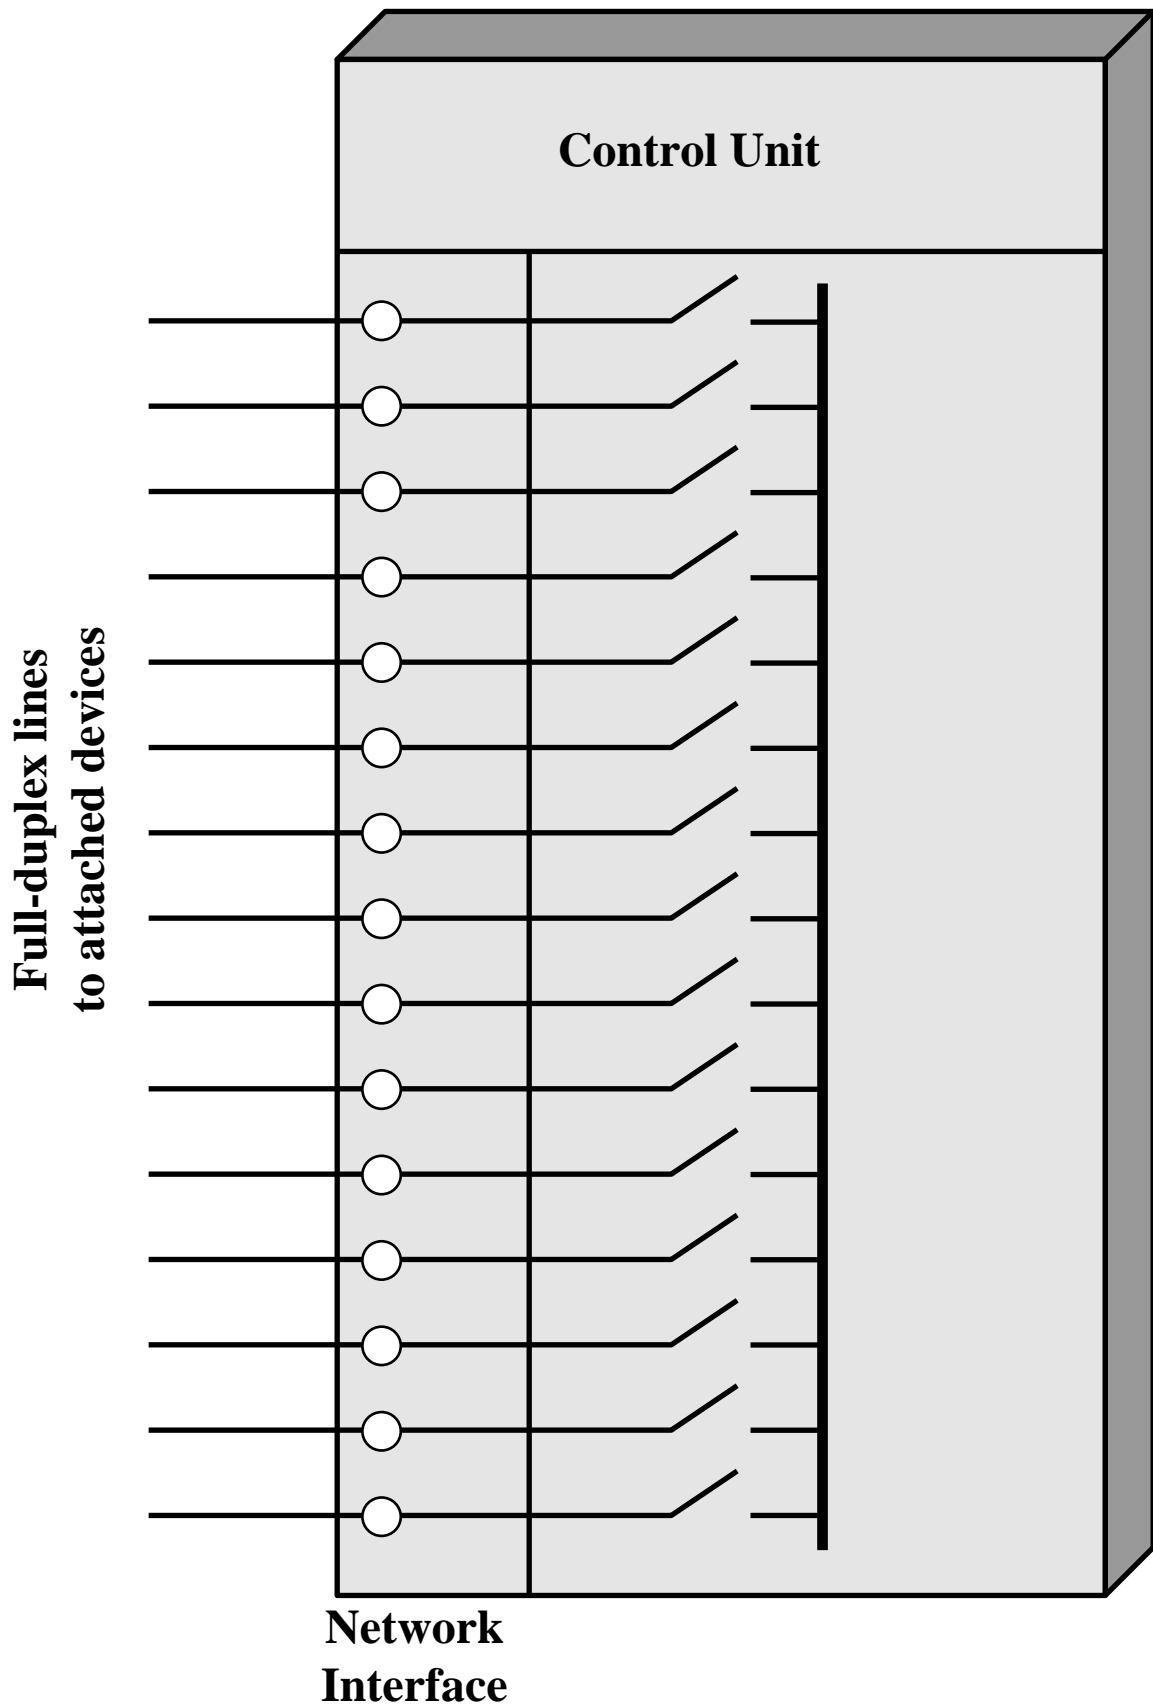 Control Unit
Full-duplex lines
to attached devices
Network
Interface